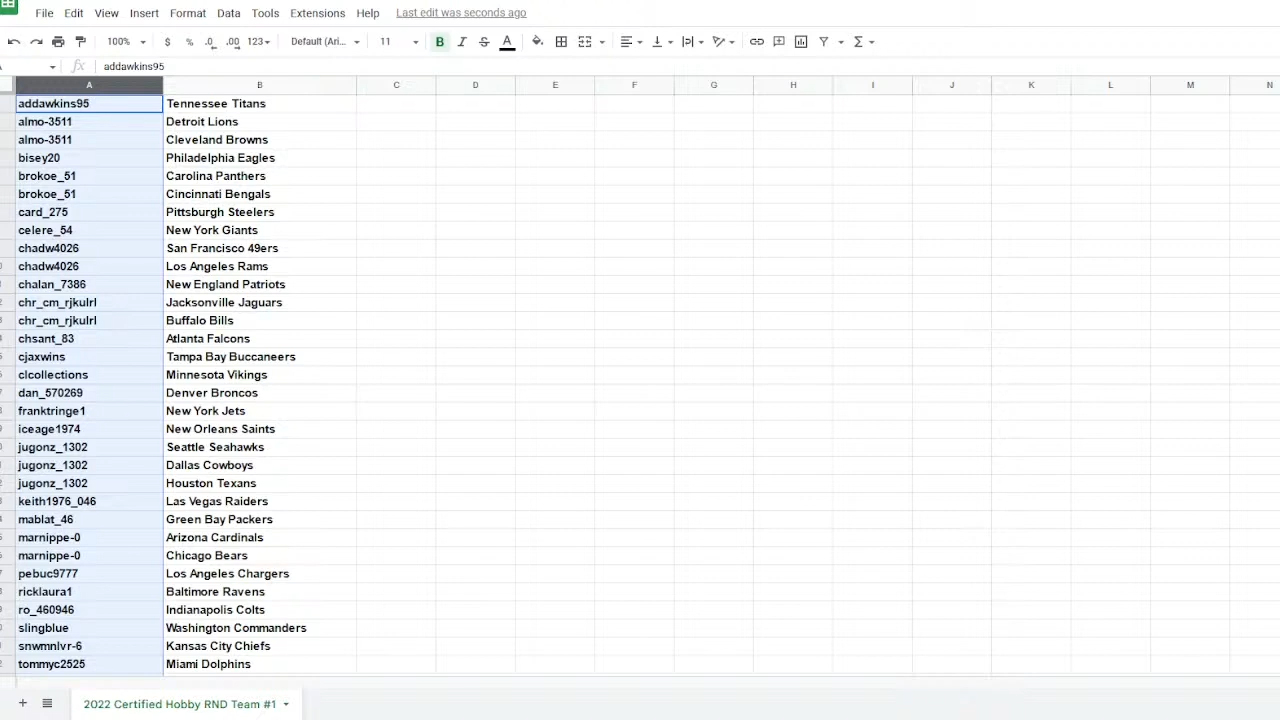 File Edit View Insert Format Data Tools Extensions Help Last edit was seconds ago
100% $ % .0 .00 123 Default (Ari... 11 B I S A Σ
fx addawkins95
A B C D E F G H I J K L M N
addawkins95 Tennessee Titans
almo-3511 Detroit Lions
almo-3511 Cleveland Browns
bisey20 Philadelphia Eagles
brokoe_51 Carolina Panthers
brokoe_51 Cincinnati Bengals
card_275 Pittsburgh Steelers
celere_54 New York Giants
chadw4026 San Francisco 49ers
chadw4026 Los Angeles Rams
chalan_7386 New England Patriots
chr_cm_rjkulrl Jacksonville Jaguars
chr_cm_rjkulrl Buffalo Bills
chsant_83 Atlanta Falcons
cjaxwins Tampa Bay Buccaneers
clcollections Minnesota Vikings
dan_570269 Denver Broncos
franktringe1 New York Jets
iceage1974 New Orleans Saints
jugonz_1302 Seattle Seahawks
jugonz_1302 Dallas Cowboys
jugonz_1302 Houston Texans
keith1976_046 Las Vegas Raiders
mablat_46 Green Bay Packers
marnippe-0 Arizona Cardinals
marnippe-0 Chicago Bears
pebuc9777 Los Angeles Chargers
ricklaura1 Baltimore Ravens
ro_460946 Indianapolis Colts
slingblue Washington Commanders
snwmnlvr-6 Kansas City Chiefs
tommyc2525 Miami Dolphins
2022 Certified Hobby RND Team #1